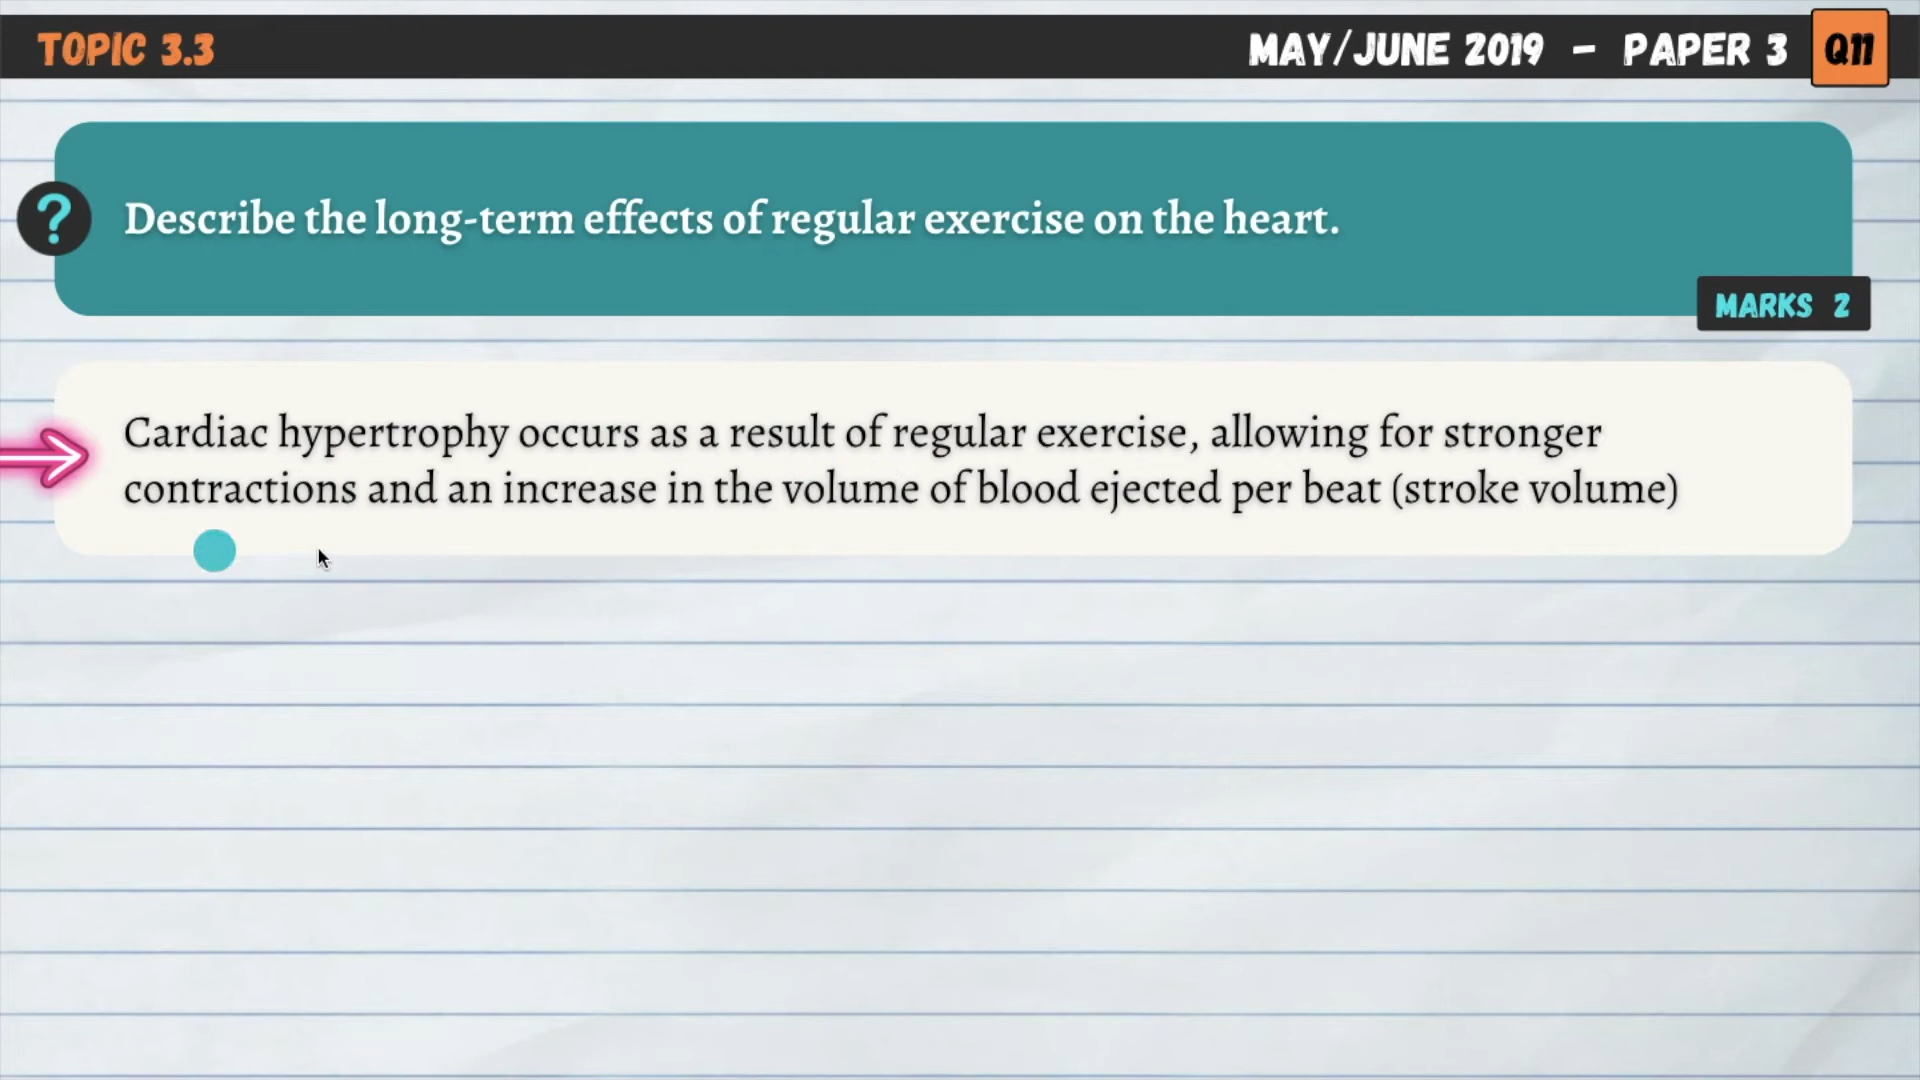 TOPIC 3.3
MAY/JUNE 2019 - PAPER 3 Q11
?
Describe the long-term effects of regular exercise on the heart.
MARKS 2
Cardiac hypertrophy occurs as a result of regular exercise, allowing for stronger
contractions and an increase in the volume of blood ejected per beat (stroke volume)